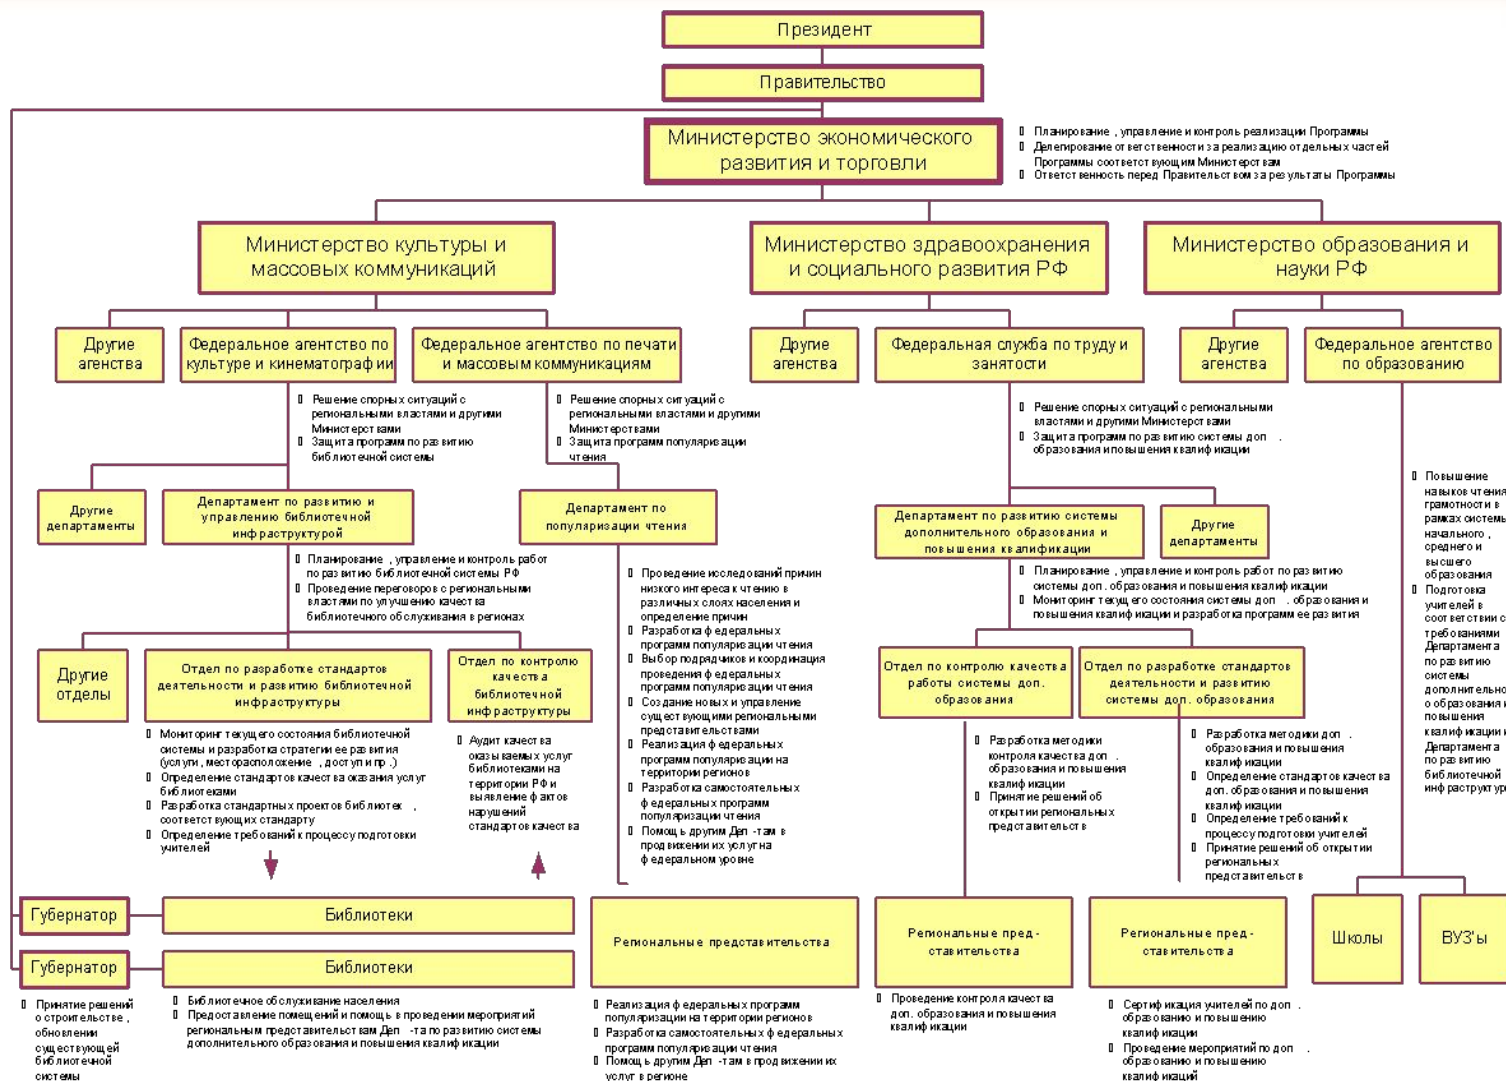 Президент
Правительство
Министерство экономического
развития и торговли
Планирование , управление и контроль реализации Программы
Делегирование ответственности за реализацию отдельных частей
Программы соответствующим Министерствам
Ответственность перед Правительством за результаты Программы
Министерство культуры и
массовых коммуникаций
Министерство здравоохранения
и социального развития РФ
Министерство образования и
науки РФ
Другие
агенства
Федеральное агентство по
культуре и кинематографии
Федеральное агентство по печати
и массовым коммуникациям
Другие
агенства
Федеральная служба по труду и
занятости
Другие
агенства
Федеральное агентство
по образованию
Решение спорных ситуаций с
региональными властями и другими
Министерствами
Защита программ по развитию
библиотечной системы
Решение спорных ситуаций с
региональными властями и другими
Министерствами
Защита программ популяризации
чтения
Решение спорных ситуаций с региональными
властями и другими Министерствами
Защита программ по развитию системы доп .
образования и повышения квалификации
Другие
департаменты
Департамент по развитию и
управлению библиотечной
инфраструктурой
Департамент по
популяризации чтения
Департамент по развитию системы
дополнительного образования и
повышения квалификации
Другие
департаменты
Повышение
навыков чтения
грамотности в
рамках системы
начального ,
среднего и
высшего
образования
Подготовка
учителей в
соответствии с
требованиями
Департамента
по развитию
системы
дополнительно
о образования и
повышения
квалификации и
Департамента
по развитию
библиотечной
инфраструктур
Планирование , управление и контроль работ
по развитию библиотечной системы РФ
Проведение переговоров с региональными
властями по улучшению качества
библиотечного обслуживания в регионах
Проведение исследований причин
низкого интереса к чтению в
различных слоях населения и
определение причин
Разработка федеральных
программ популяризации чтения
Выбор подрядчиков и координация
проведения федеральных
программ популяризации чтения
Создание новых и управление
существующими региональными
представительствами
Реализация федеральных
программ популяризации на
территории регионов
Разработка самостоятельных
федеральных программ
популяризации чтения
Помощь другим Деп -там в
продвижении их услуг на
федеральном уровне
Планирование , управление и контроль работ по развитию
системы доп. образования и повышения квалификации
Мониторинг текущего состояния системы доп . образования и
повышения квалификации и разработка программ ее развития
Другие
отделы
Отдел по разработке стандартов
деятельности и развитию библиотечной
инфраструктуры
Отдел по контролю
качества
библиотечной
инфраструктуры
Отдел по контролю качества
работы системы доп.
образования
Отдел по разработке стандартов
деятельности и развитию
системы доп. образования
Мониторинг текущего состояния библиотечной
системы и разработка стратегии ее развития
(услуги, месторасположение , доступ и пр .)
Определение стандартов качества оказания услуг
библиотеками
Разработка стандартных проектов библиотек ,
соответствующих стандарту
Определение требований к процессу подготовки
учителей
Аудит качества
оказываемых услуг
библиотеками на
территории РФ и
выявление фактов
нарушений
стандартов качества
Разработка методики
контроля качества доп .
образования и повышения
квалификации
Принятие решений об
открытии региональных
представительств
Разработка методики доп .
образования и повышения
квалификации
Определение стандартов качества
доп. образования и повышения
квалификации
Определение требований к
процессу подготовки учителей
Принятие решений об открытии
региональных
представительств
Губернатор
Библиотеки
Губернатор
Библиотеки
Региональные представительства
Региональные пред -
ставительства
Региональные пред -
ставительства
Школы
ВУЗ'ы
Принятие решений
о строительстве ,
обновлении
существующей
библиотечной
системы
Библиотечное обслуживание населения
Предоставление помещений и помощь в проведении мероприятий
региональным представительствам Деп -та по развитию системы
дополнительного образования и повышения квалификации
Реализация федеральных программ
популяризации на территории регионов
Разработка самостоятельных федеральных
программ популяризации чтения
Помощь другим Деп -там в продвижении их
услуг в регионе
Проведение контроля качества
доп. образования и повышения
квалификации
Сертификация учителей по доп .
образованию и повышению
квалификации
Проведение мероприятий по доп .
образованию и повышению
квалификаций